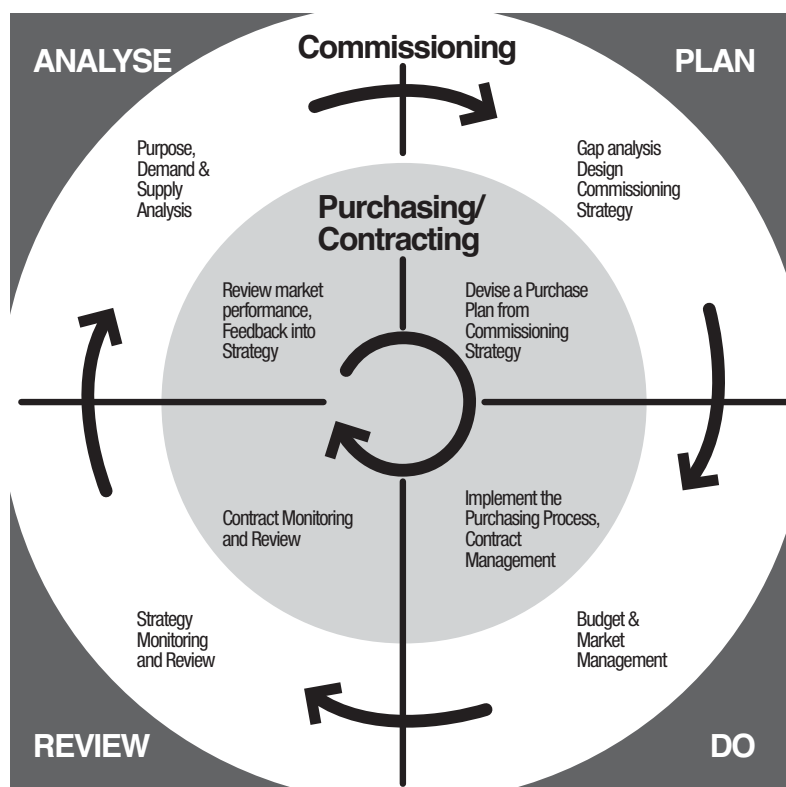 ANALYSE
Commissioning
PLAN
Purpose,
Demand &
Supply
Analysis
Gap analysis
Design
Commissioning
Strategy
Purchasing/
Contracting
Review market
performance,
Feedback into
Strategy
Devise a Purchase
Plan from
Commissioning
Strategy
Contract Monitoring
and Review
Implement the
Purchasing Process,
Contract
Management
Strategy
Monitoring
and Review
Budget &
Market
Management
REVIEW
DO